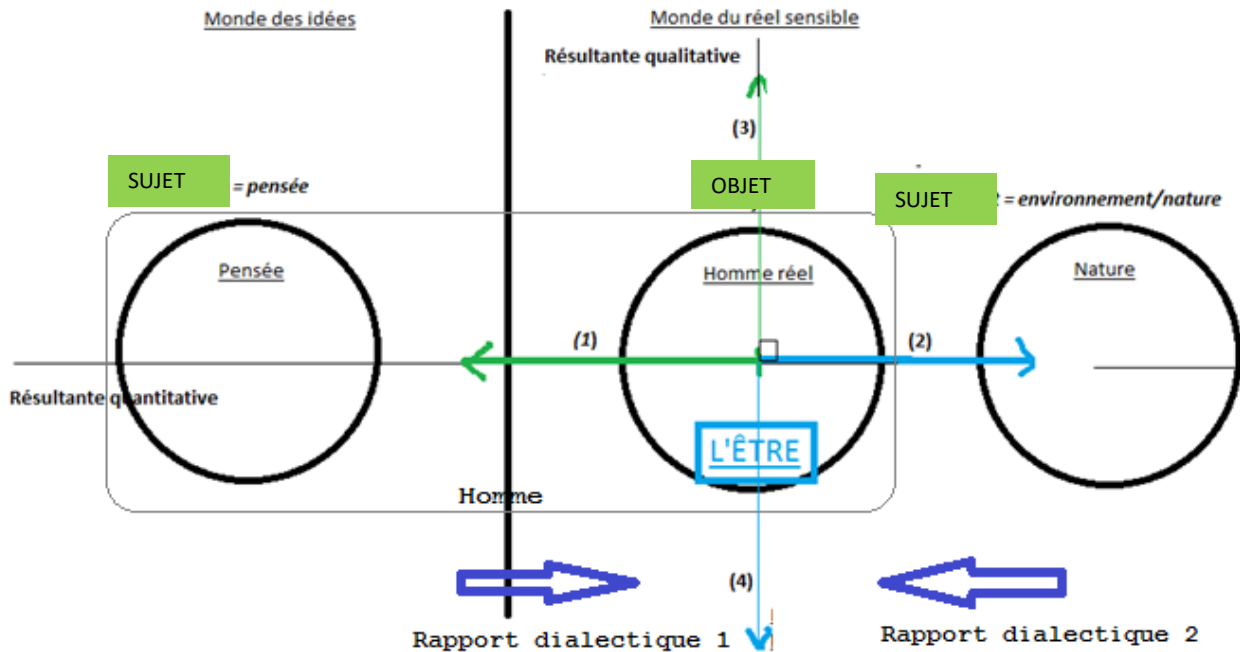 Monde des idées
Monde du réel sensible
Résultante qualitative
(3)
SUJET = pensée
OBJET
SUJET t = environnement/nature
Pensée
Homme réel
Nature
(1)
(2)
Résultante quantitative
L'ÊTRE
Homme
(4)
Rapport dialectique 1
Rapport dialectique 2